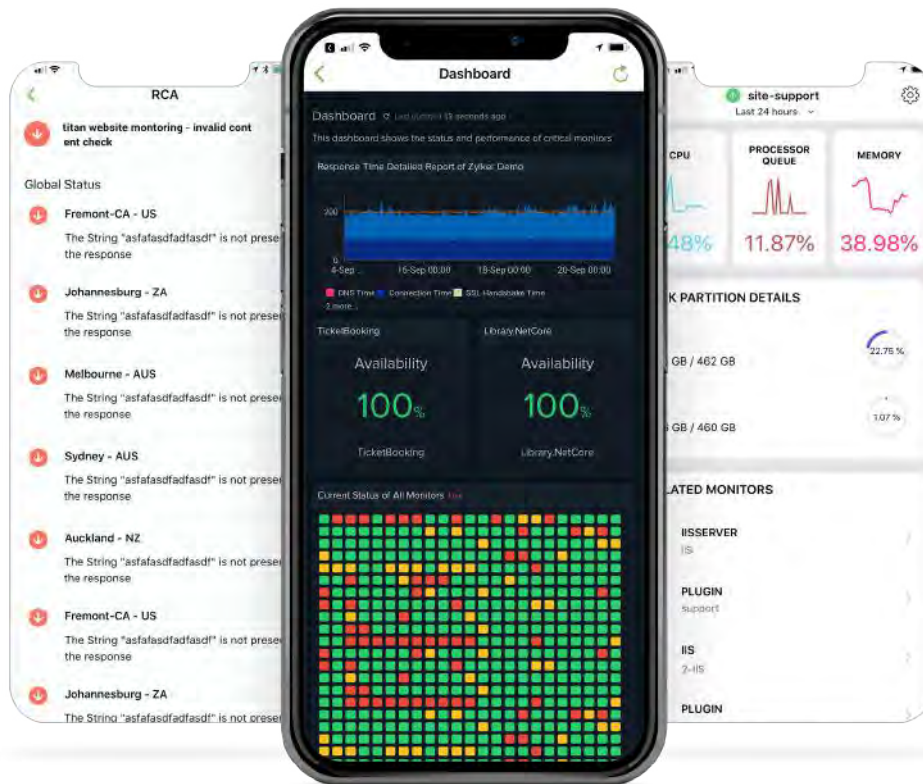 RCA
titan website montoring - invalid cont
ent check
Global Status
Fremont-CA - US
The String "asfafasdfadfasdf" is not prese
the response
Johannesburg - ZA
The String "asfafasdfadfasdf" is not prese
the response
Melbourne - AUS
The String "asfafasdfadfasdf" is not prese
the response
Sydney - AUS
The String "asfafasdfadfasdf" is not prese
the response
Auckland - NZ
The String "asfafasdfadfasdf" is not prese
the response
Fremont-CA - US
The String "asfafasdfadfasdf" is not prese
the response
Johannesburg - ZA
The String "asfafasdfadfasdf" is not prese
Dashboard
Dashboard Last updated 13 seconds ago
This dashboard shows the status and performance of critical monitors
Response Time Detailed Report of Zylker Demo
200
0
4-Sep ... 16-Sep 00:00 18-Sep 00:00 20-Sep 00:00
DNS Time Connection Time SSL Handshake Time
2 more...
TicketBooking Library.NetCore
Availability Availability
100% 100%
TicketBooking Library.NetCore
Current Status of All Monitors
site-support
Last 24 hours
CPU PROCESSOR QUEUE MEMORY
48% 11.87% 38.98%
K PARTITION DETAILS
GB / 462 GB 22.75 %
GB / 460 GB 1.07 %
LATED MONITORS
IISSERVER
IIS
PLUGIN
support
IIS
2-IIS
PLUGIN